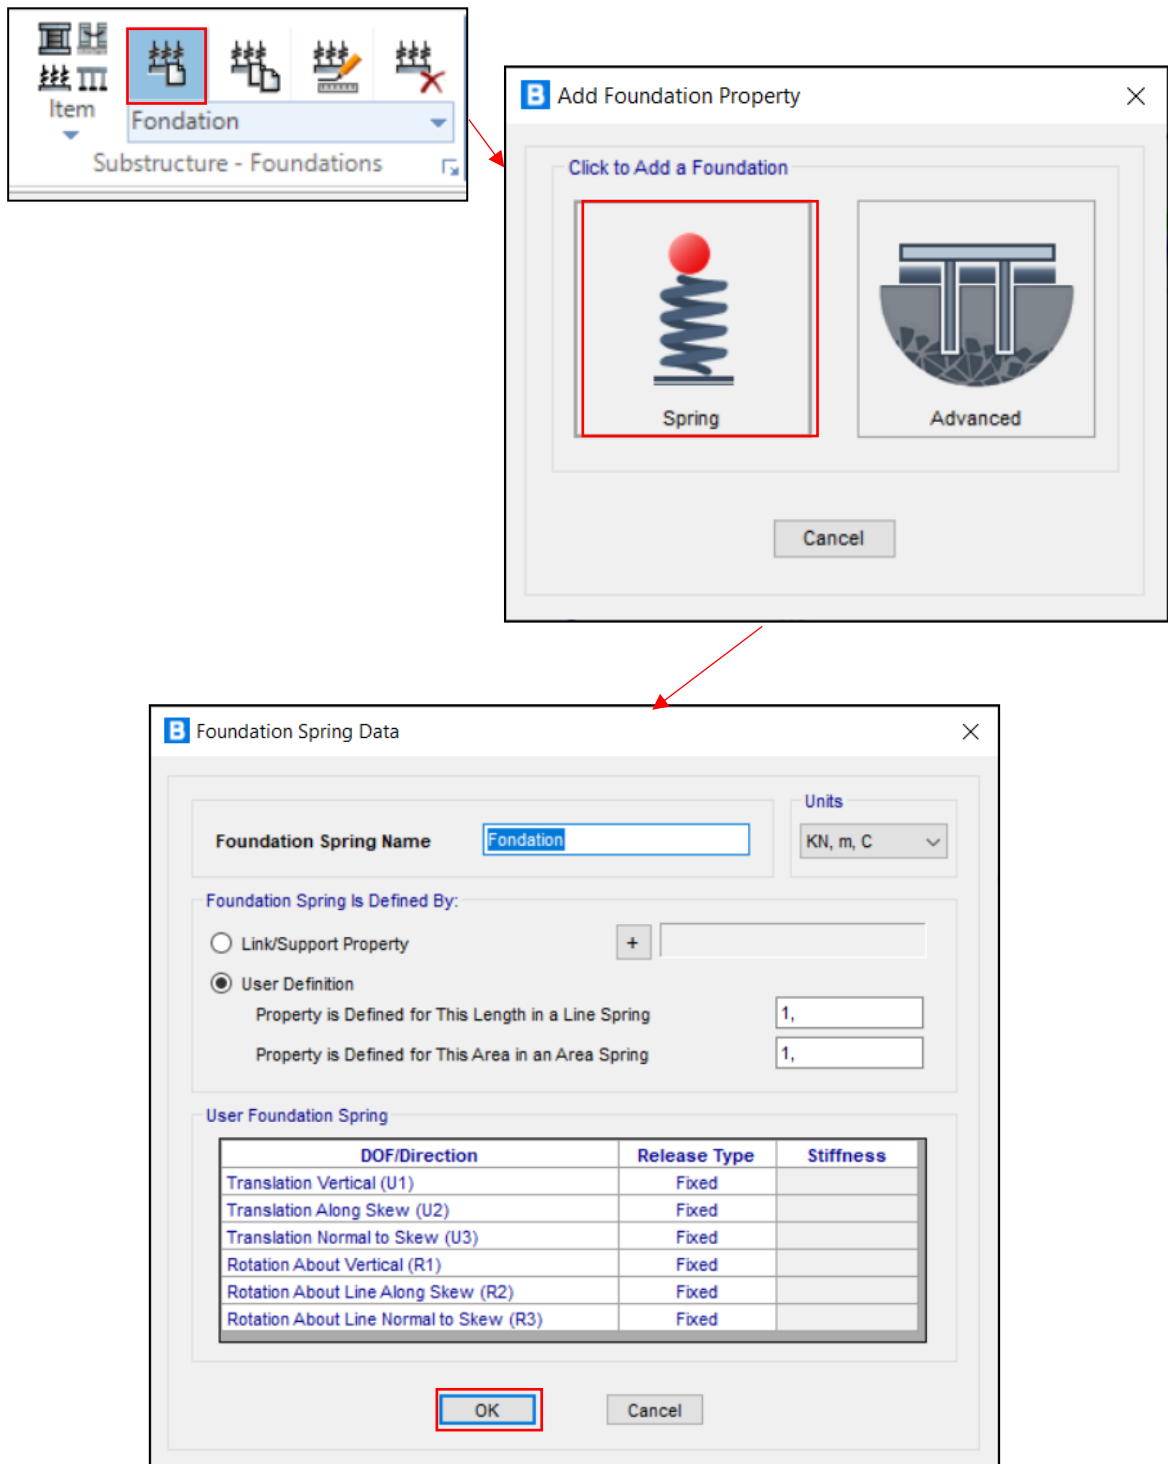 Item
Fondation
Substructure - Foundations
B Add Foundation Property
Click to Add a Foundation
Spring
Advanced
Cancel
B Foundation Spring Data
Units
Foundation Spring Name
Fondation
KN, m, C
Foundation Spring Is Defined By:
Link/Support Property
+
User Definition
Property is Defined for This Length in a Line Spring
1,
Property is Defined for This Area in an Area Spring
1,
User Foundation Spring
DOF/Direction Release Type Stiffness
Translation Vertical (U1) Fixed
Translation Along Skew (U2) Fixed
Translation Normal to Skew (U3) Fixed
Rotation About Vertical (R1) Fixed
Rotation About Line Along Skew (R2) Fixed
Rotation About Line Normal to Skew (R3) Fixed
OK
Cancel